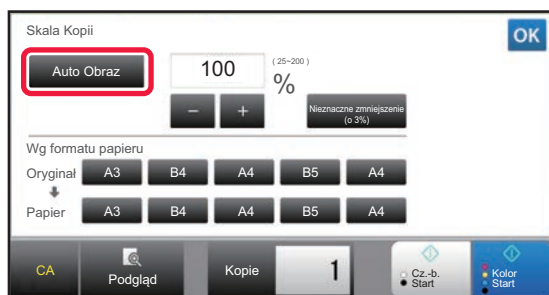 Skala Kopii
OK
Auto Obraz
100
(25~200)
%
−
+
Nieznaczne zmniejszenie
(o 3%)
Wg formatu papieru
Oryginał A3 B4 A4 B5 A4
Papier A3 B4 A4 B5 A4
CA
Podgląd
Kopie
1
Cz.-b.
Start
Kolor
Start